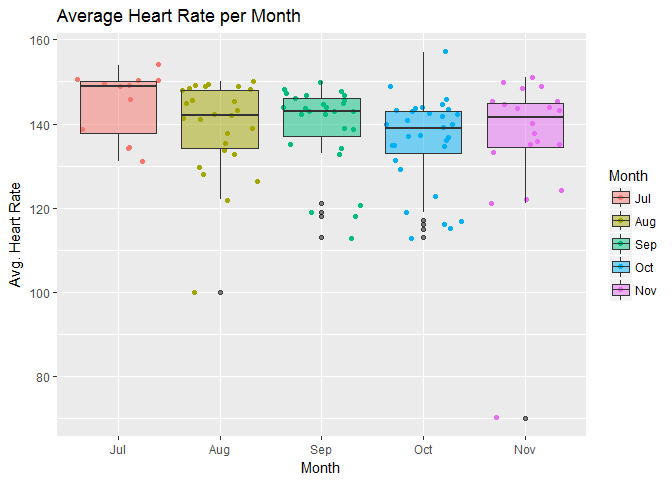 Average Heart Rate per Month
160
140
120
100
80
Avg. Heart Rate
Jul Aug Sep Oct Nov
Month
Month
Jul
Aug
Sep
Oct
Nov